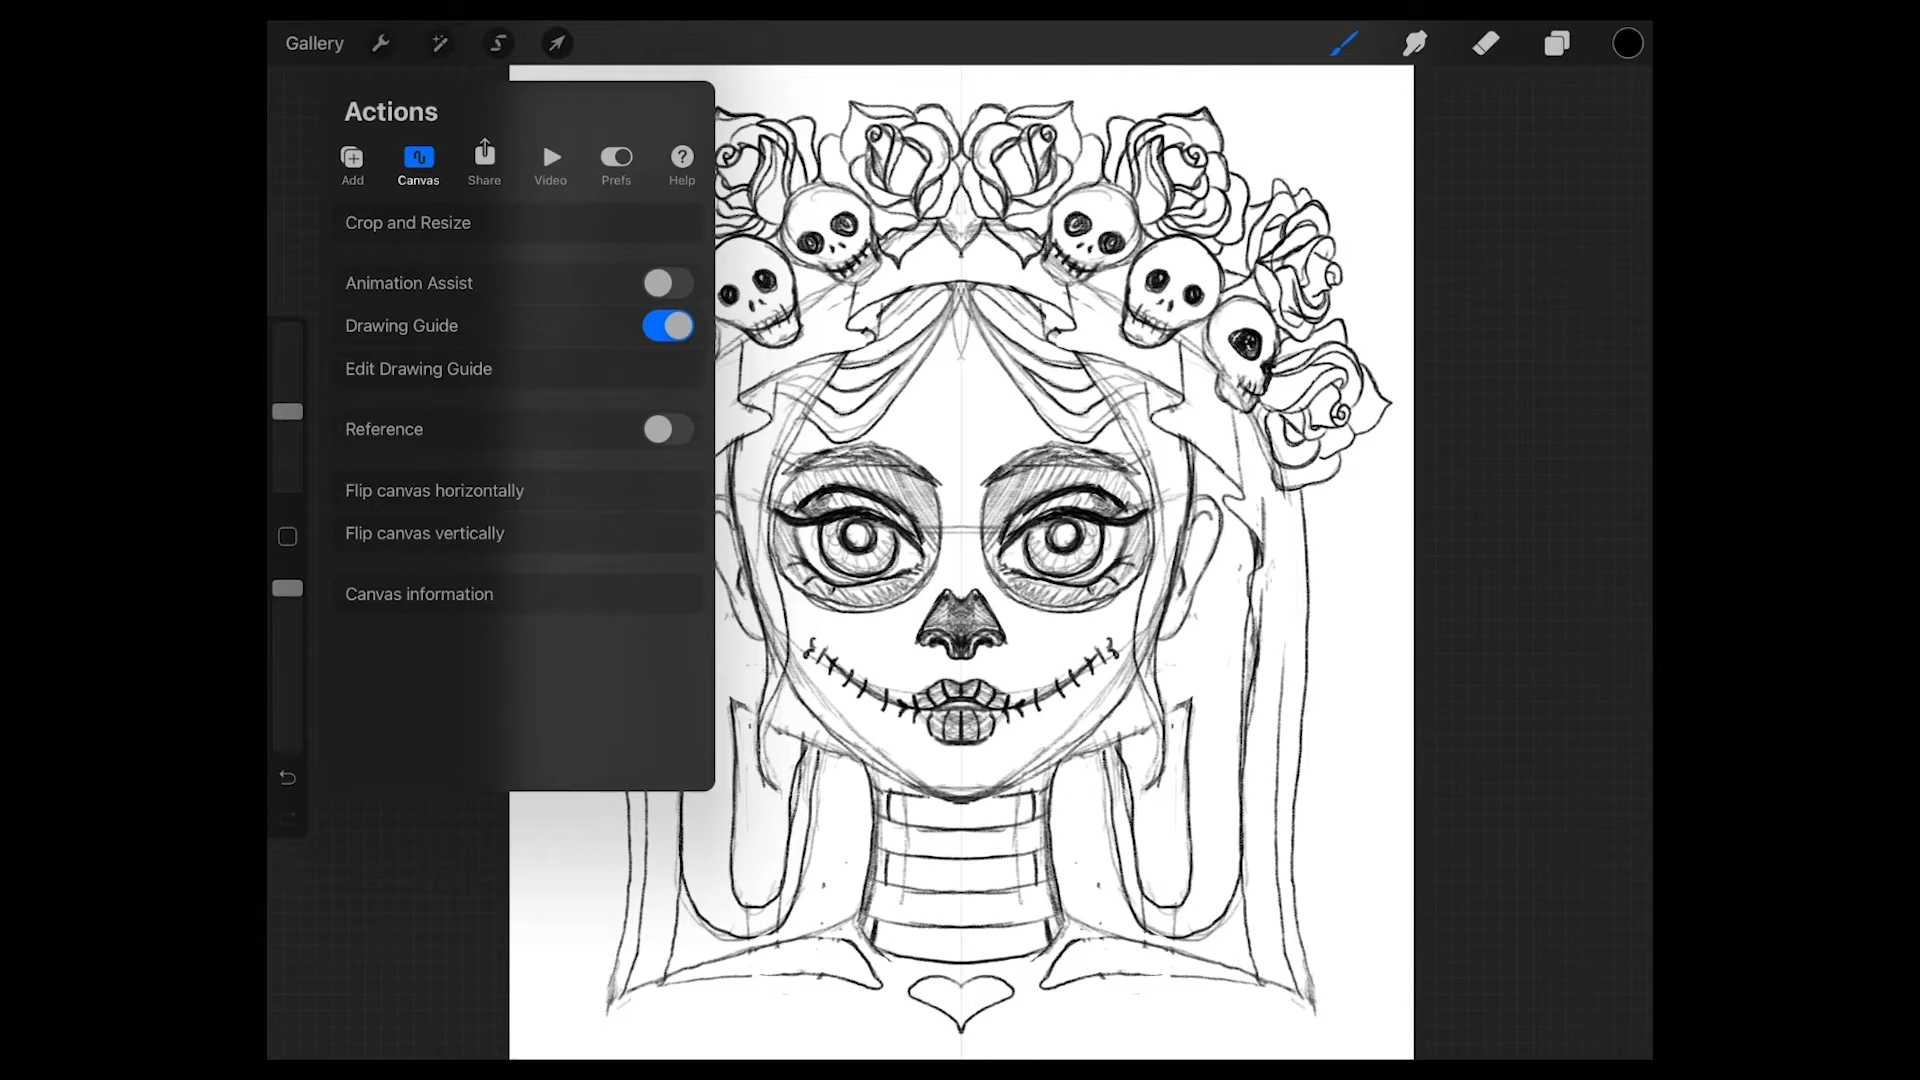 Gallery
Actions
Add Canvas Share Video Prefs Help
Crop and Resize
Animation Assist
Drawing Guide
Edit Drawing Guide
Reference
Flip canvas horizontally
Flip canvas vertically
Canvas information